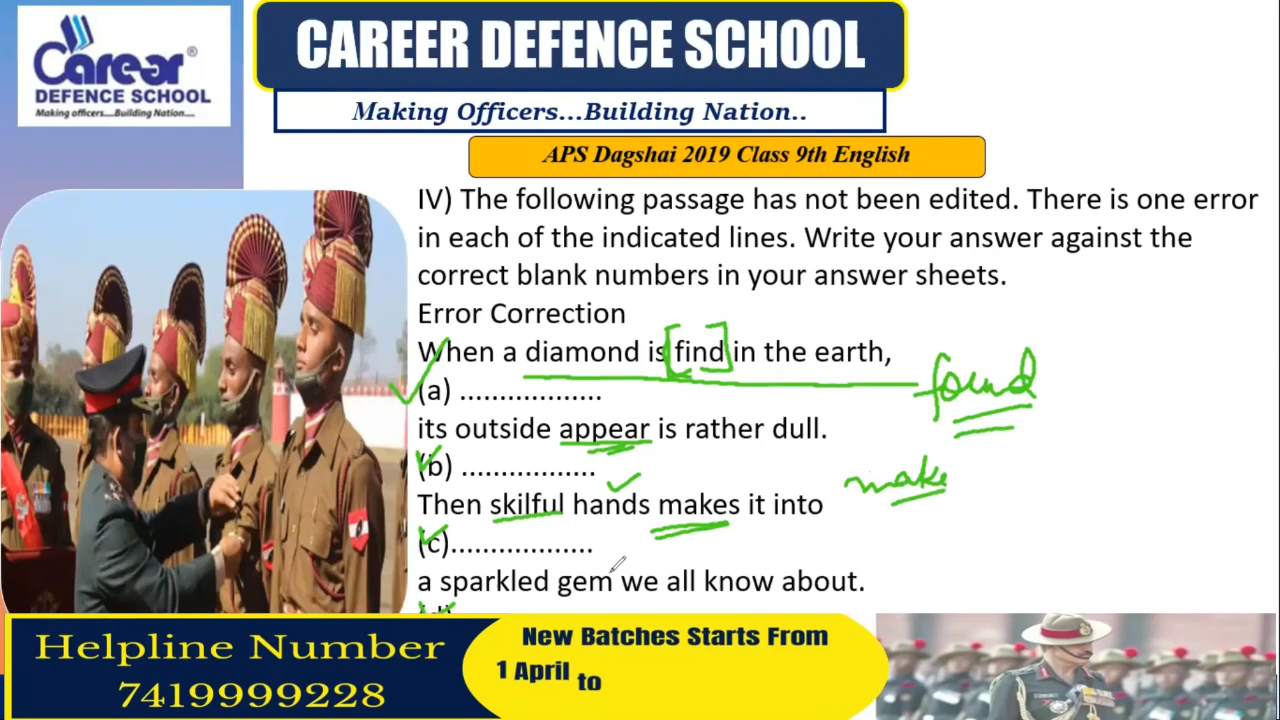 Career®
DEFENCE SCHOOL
Making officers....Building Nation....
CAREER DEFENCE SCHOOL
Making Officers...Building Nation..
APS Dagshai 2019 Class 9th English
IV) The following passage has not been edited. There is one error
in each of the indicated lines. Write your answer against the
correct blank numbers in your answer sheets.
Error Correction
When a diamond is [find] in the earth,
found
(a) ..................
its outside appear is rather dull.
(b) .................
make
Then skilful hands makes it into
(c)...................
a sparkled gem we all know about.
Helpline Number
7419999228
New Batches Starts From
1 April to